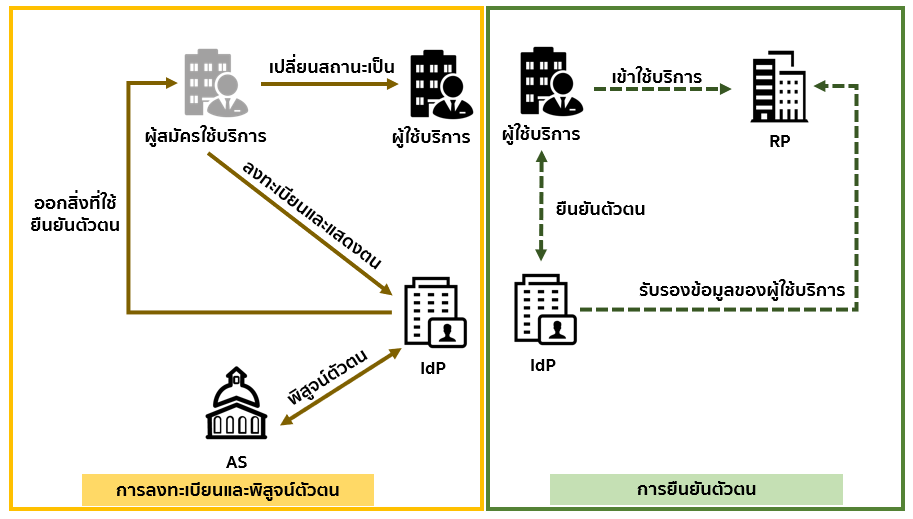 เปลี่ยนสถานะเป็น
ผู้สมัครใช้บริการ
ผู้ใช้บริการ
ออกสิ่งที่ใช้
ยืนยันตัวตน
ลงทะเบียนและแสดงตน
IdP
พิสูจน์ตัวตน
AS
การลงทะเบียนและพิสูจน์ตัวตน
เข้าใช้บริการ
ผู้ใช้บริการ
RP
ยืนยันตัวตน
รับรองข้อมูลของผู้ใช้บริการ
IdP
การยืนยันตัวตน